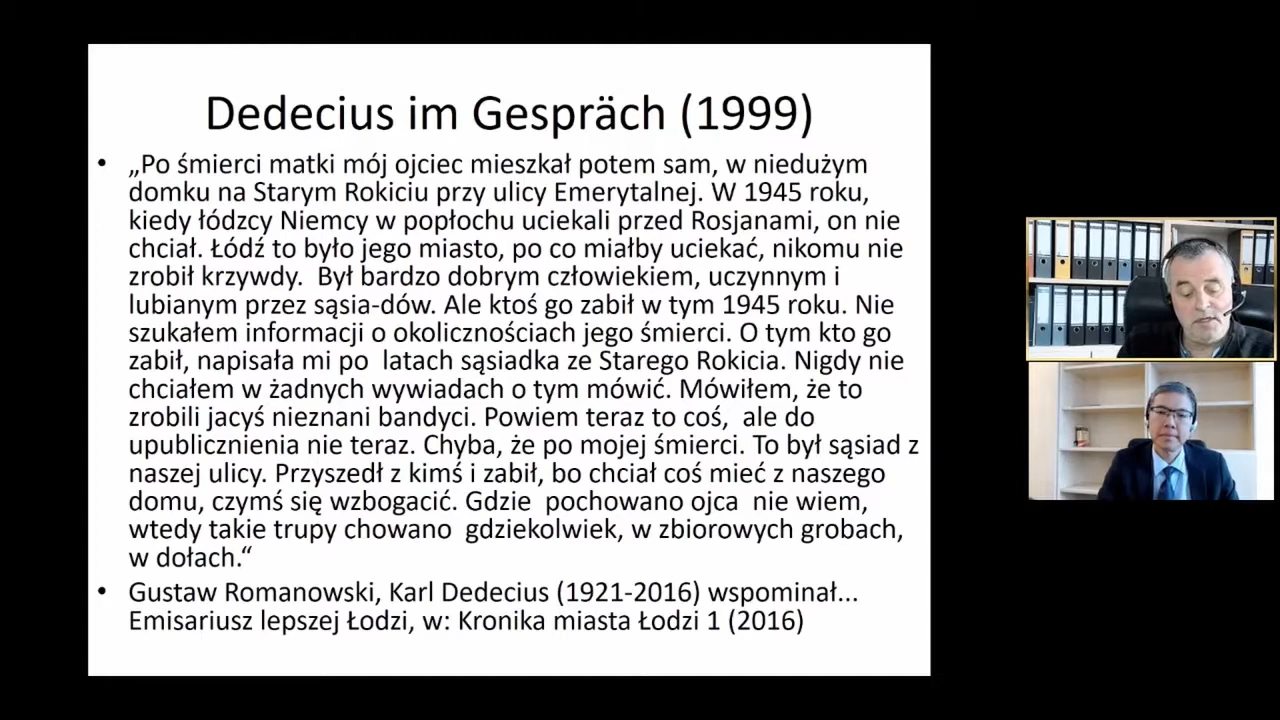 Dedecius im Gespräch (1999)
• „Po śmierci matki mój ojciec mieszkał potem sam, w niedużym
domku na Starym Rokiciu przy ulicy Emerytalnej. W 1945 roku,
kiedy łódzcy Niemcy w popłochu uciekali przed Rosjanami, on nie
chciał. Łódź to było jego miasto, po co miałby uciekać, nikomu nie
zrobił krzywdy.  Był bardzo dobrym człowiekiem, uczynnym i
lubianym przez sąsia-dów. Ale ktoś go zabił w tym 1945 roku. Nie
szukałem informacji o okolicznościach jego śmierci. O tym kto go
zabił, napisała mi po  latach sąsiadka ze Starego Rokicia. Nigdy nie
chciałem w żadnych wywiadach o tym mówić. Mówiłem, że to
zrobili jacyś nieznani bandyci. Powiem teraz to coś,  ale do
upublicznienia nie teraz. Chyba, że po mojej śmierci. To był sąsiad z
naszej ulicy. Przyszedł z kimś i zabił, bo chciał coś mieć z naszego
domu, czymś się wzbogacić. Gdzie  pochowano ojca  nie wiem,
wtedy takie trupy chowano  gdziekolwiek, w zbiorowych grobach,
w dołach.“
• Gustaw Romanowski, Karl Dedecius (1921-2016) wspominał...
Emisariusz lepszej Łodzi, w: Kronika miasta Łodzi 1 (2016)